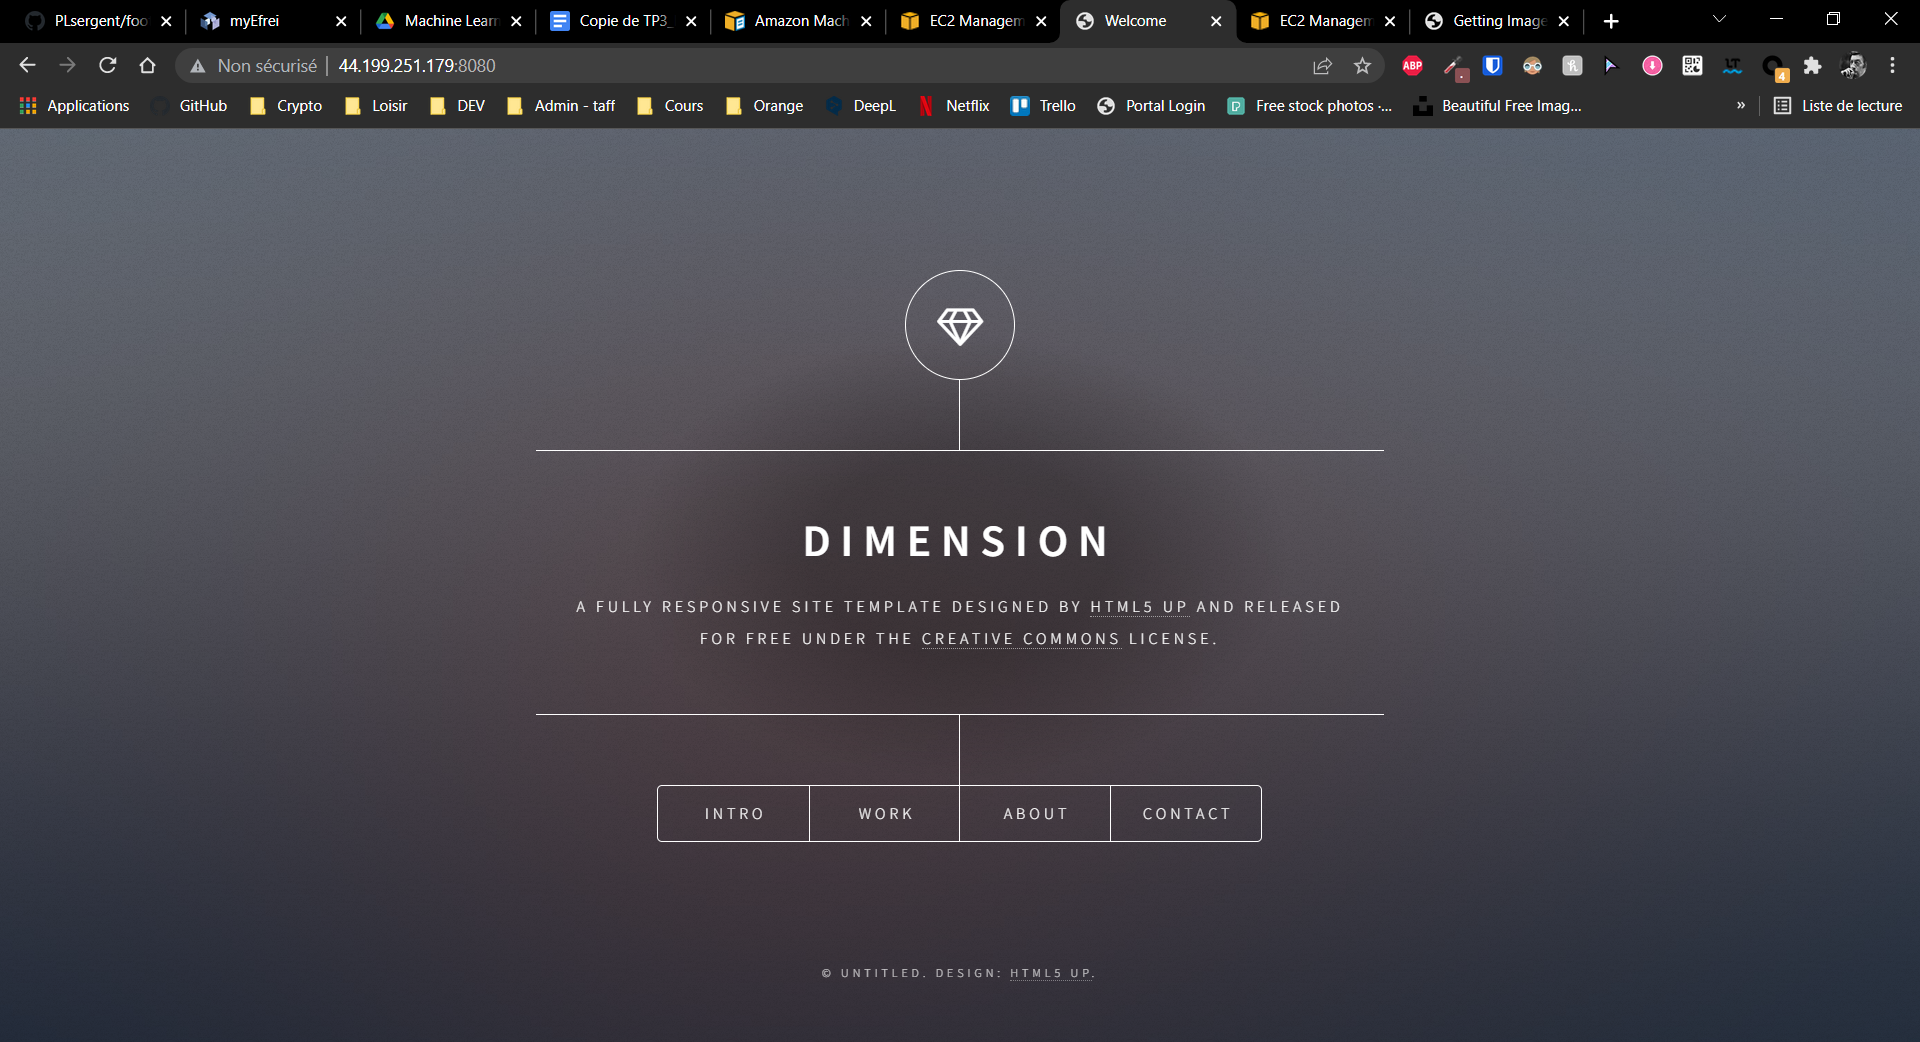 PLsergent/foo
myEfrei
Machine Lear
Copie de TP3_
Amazon Mach
EC2 Managem
Welcome
EC2 Managem
Getting Image
Non sécurisé
44.199.251.179:8080
ABP
4
Applications
GitHub
Crypto
Loisir
DEV
Admin - taff
Cours
Orange
DeepL
Netflix
Trello
Portal Login
Free stock photos ·...
Beautiful Free Imag...
»
Liste de lecture
DIMENSION
A FULLY RESPONSIVE SITE TEMPLATE DESIGNED BY HTML5 UP AND RELEASED
FOR FREE UNDER THE CREATIVE COMMONS LICENSE.
INTRO
WORK
ABOUT
CONTACT
© UNTITLED. DESIGN: HTML5 UP.